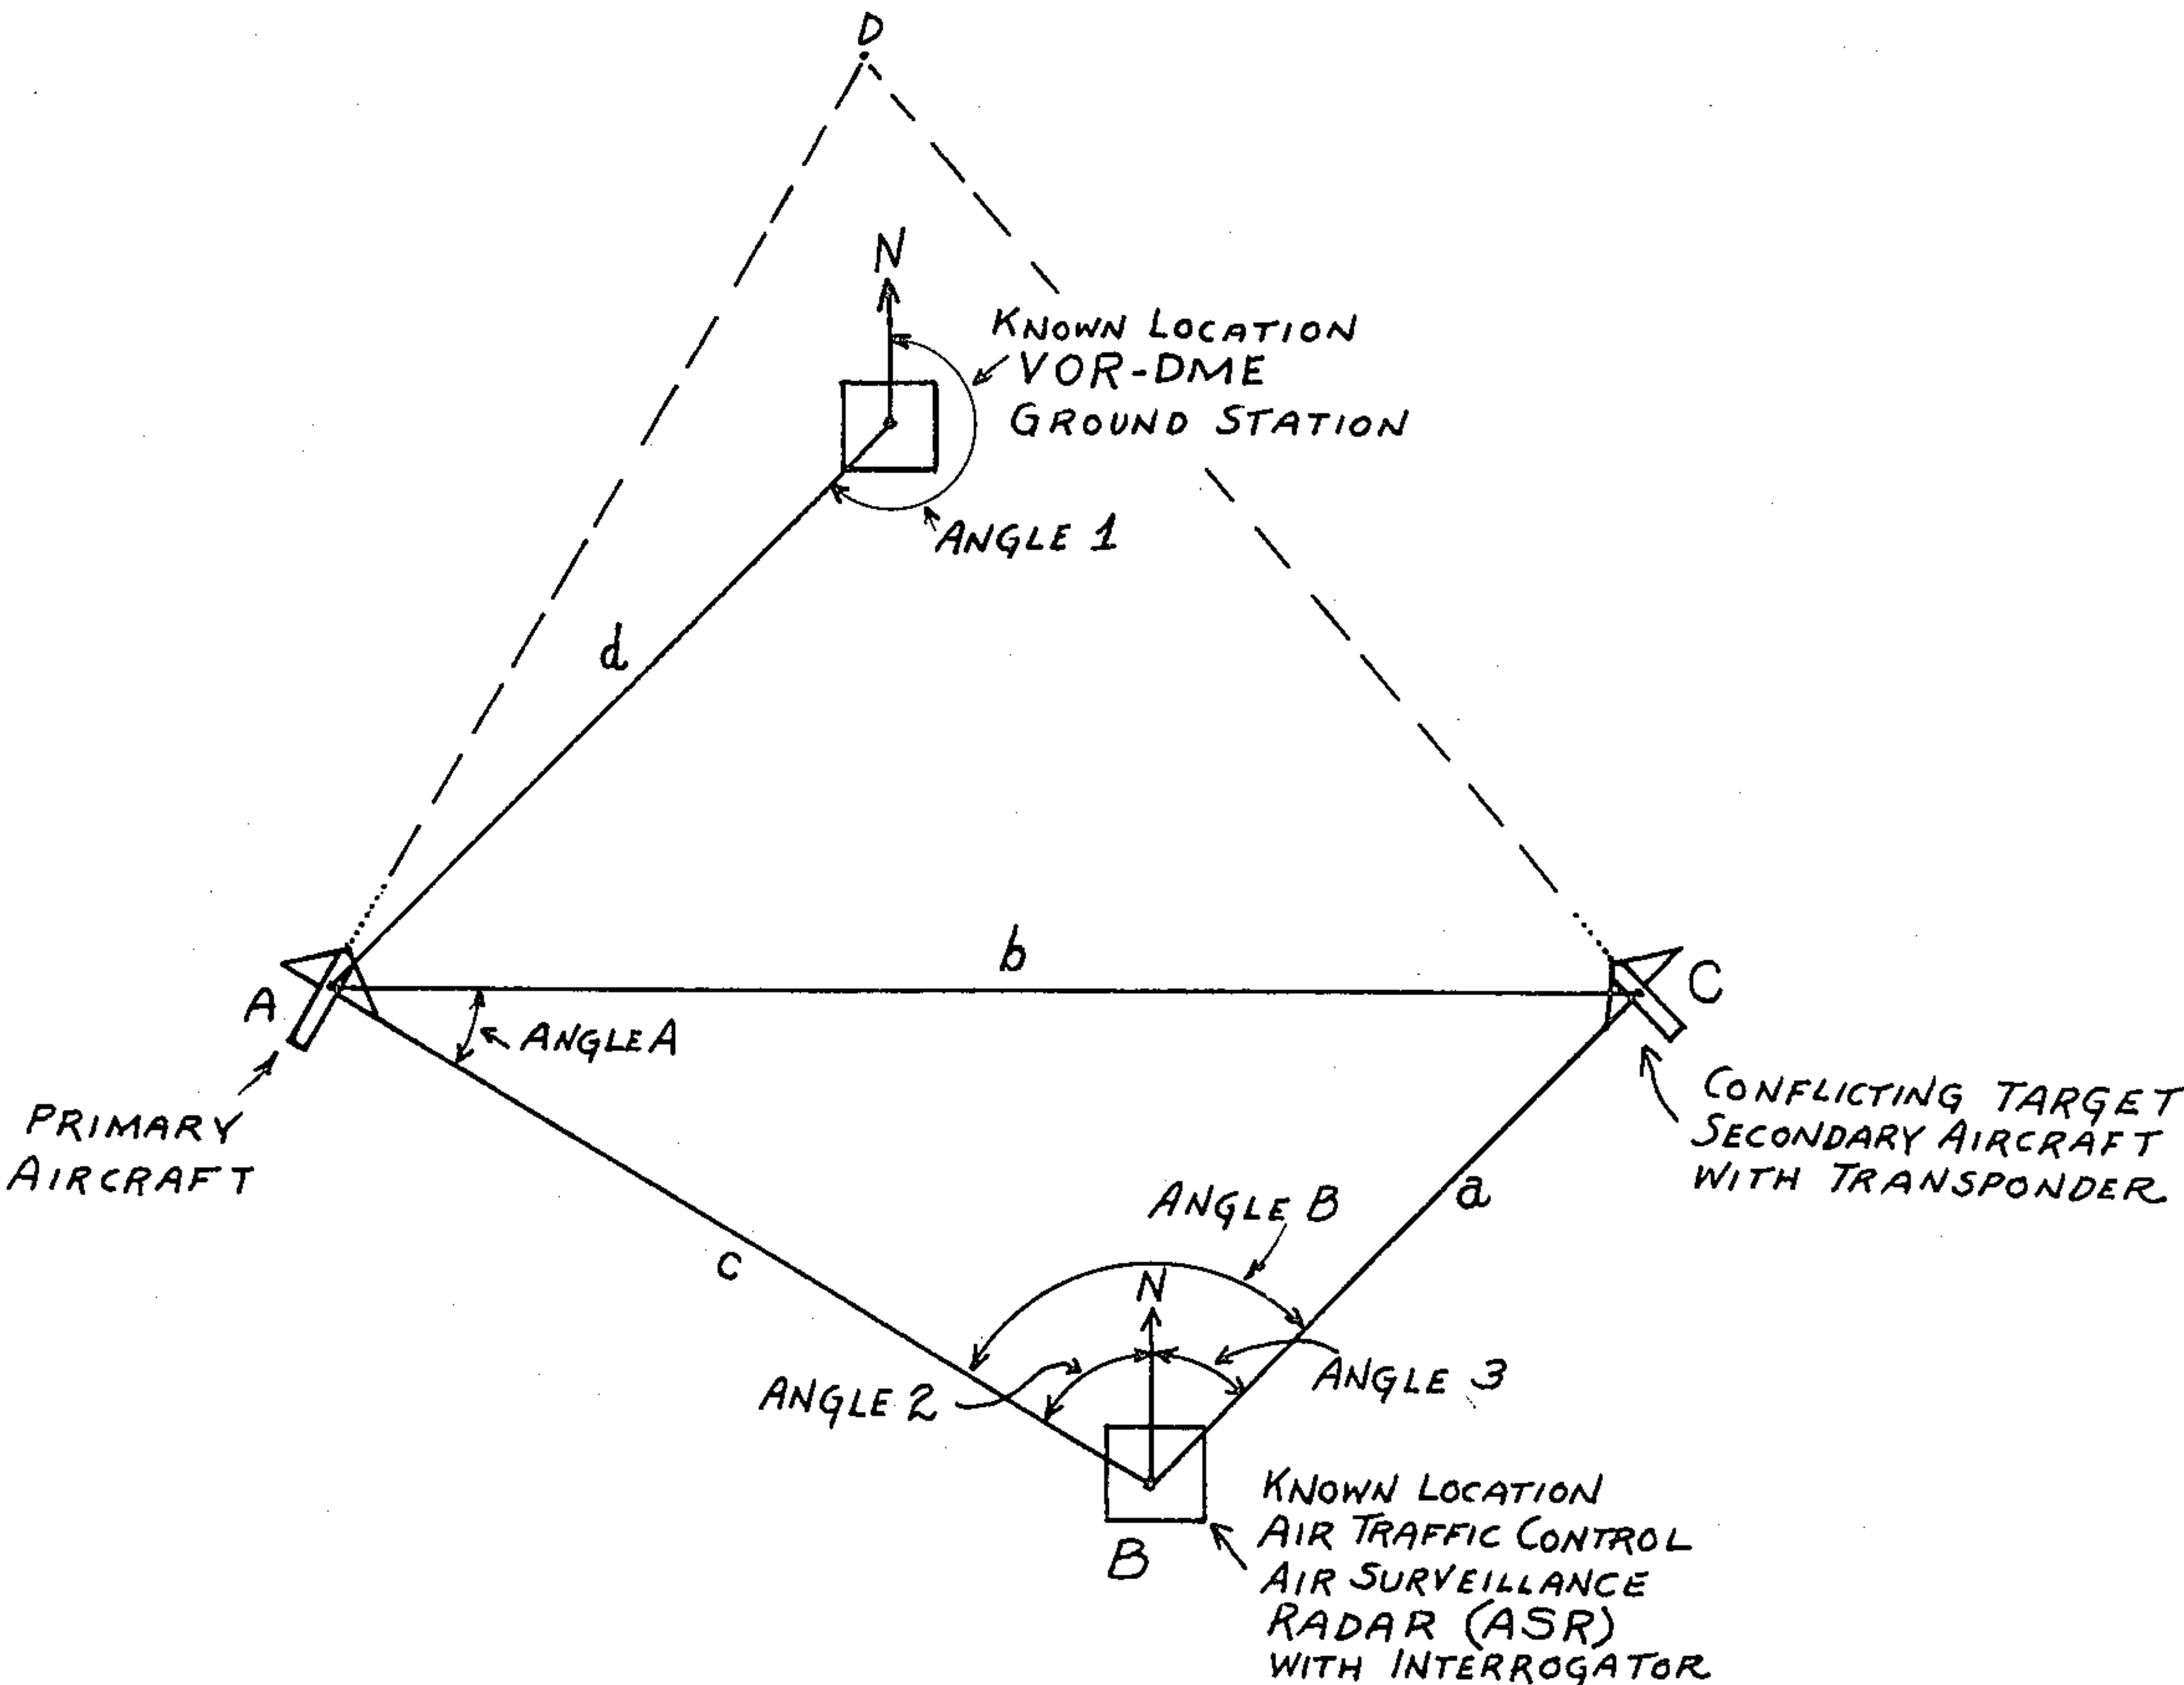 D
N
KNOWN LOCATION
VOR-DME
GROUND STATION
ANGLE 1
d
b
A
C
ANGLE A
PRIMARY
AIRCRAFT
CONFLICTING TARGET
SECONDARY AIRCRAFT
WITH TRANSPONDER
a
ANGLE B
c
N
ANGLE 2
ANGLE 3
B
KNOWN LOCATION
AIR TRAFFIC CONTROL
AIR SURVEILLANCE
RADAR (ASR)
WITH INTERROGATOR